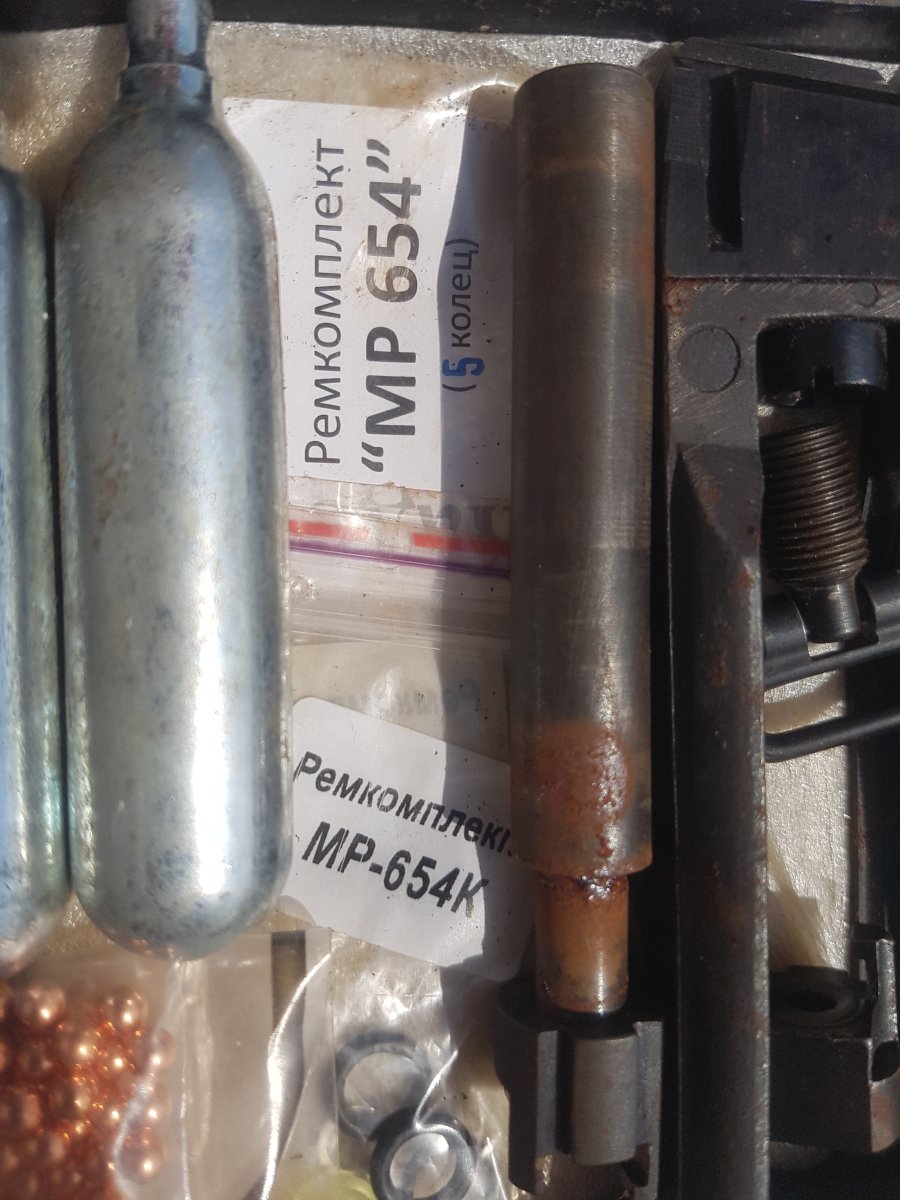 Ремкомплект
“МР 654”
(5 колец)
Ремкомплект
МР-654К